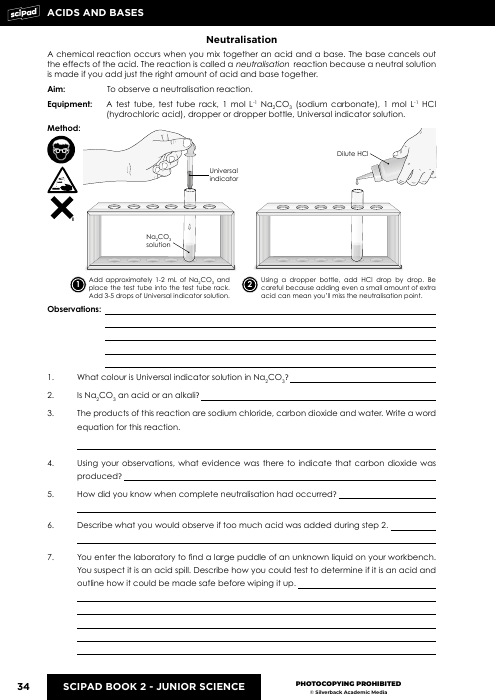 scipad
ACIDS AND BASES
Neutralisation
A chemical reaction occurs when you mix together an acid and a base. The base cancels out
the effects of the acid. The reaction is called a neutralisation reaction because a neutral solution
is made if you add just the right amount of acid and base together.
Aim: To observe a neutralisation reaction.
Equipment: A test tube, test tube rack, 1 mol L⁻¹ Na₂CO₃ (sodium carbonate), 1 mol L⁻¹ HCl
(hydrochloric acid), dropper or dropper bottle, Universal indicator solution.
Method:
Universal
indicator
Na₂CO₃
solution
Dilute HCl
1 Add approximately 1-2 mL of Na₂CO₃ and
place the test tube into the test tube rack.
Add 3-5 drops of Universal indicator solution.
2 Using a dropper bottle, add HCl drop by drop. Be
careful because adding even a small amount of extra
acid can mean you'll miss the neutralisation point.
Observations:
1. What colour is Universal indicator solution in Na₂CO₃?
2. Is Na₂CO₃ an acid or an alkali?
3. The products of this reaction are sodium chloride, carbon dioxide and water. Write a word
equation for this reaction.
4. Using your observations, what evidence was there to indicate that carbon dioxide was
produced?
5. How did you know when complete neutralisation had occurred?
6. Describe what you would observe if too much acid was added during step 2.
7. You enter the laboratory to find a large puddle of an unknown liquid on your workbench.
You suspect it is an acid spill. Describe how you could test to determine if it is an acid and
outline how it could be made safe before wiping it up.
34
SCIPAD BOOK 2 - JUNIOR SCIENCE
PHOTOCOPYING PROHIBITED
© Silverback Academic Media